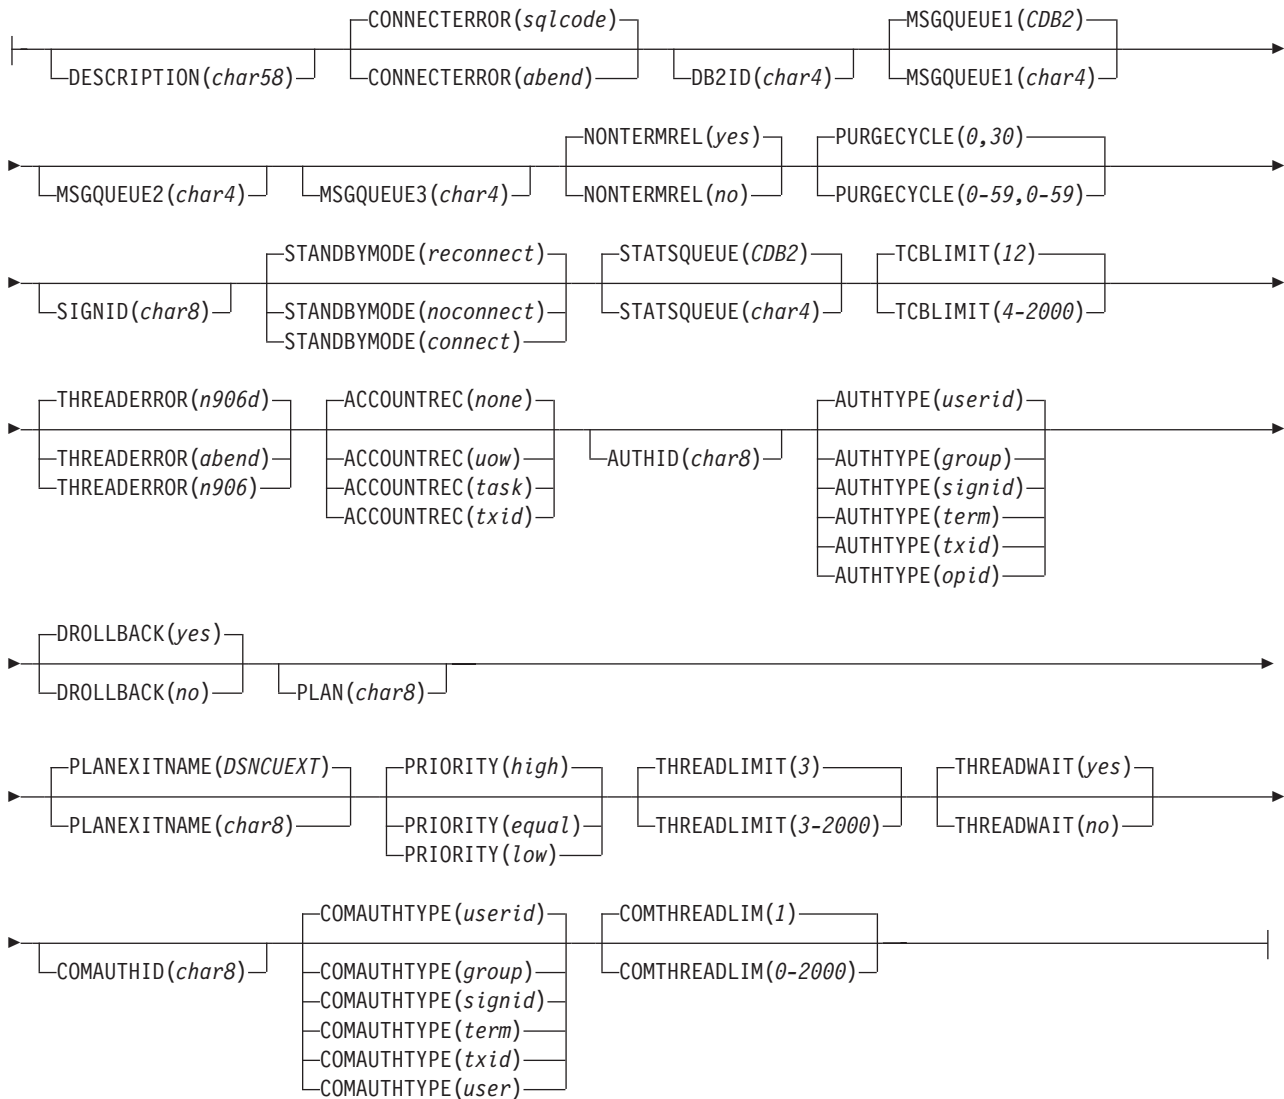 CONNECTERROR(sqlcode) MSGQUEUE1(CDB2)
DESCRIPTION(char58) CONNECTERROR(abend) DB2ID(char4) MSGQUEUE1(char4)
NONTERMREL(yes) PURGECYCLE(0,30)
MSGQUEUE2(char4) MSGQUEUE3(char4) NONTERMREL(no) PURGECYCLE(0-59,0-59)
STANDBYMODE(reconnect) STATSQUEUE(CDB2) TCBLIMIT(12)
SIGNID(char8) STANDBYMODE(noconnect) STATSQUEUE(char4) TCBLIMIT(4-2000)
STANDBYMODE(connect)
THREADERROR(n906d) ACCOUNTREC(none) AUTHTYPE(userid)
THREADERROR(abend) ACCOUNTREC(uow) AUTHID(char8) AUTHTYPE(group)
THREADERROR(n906) ACCOUNTREC(task) AUTHTYPE(signid)
ACCOUNTREC(txid) AUTHTYPE(term)
AUTHTYPE(txid)
AUTHTYPE(opid)
DROLLBACK(yes)
DROLLBACK(no) PLAN(char8)
PLANEXITNAME(DSNCUEXT) PRIORITY(high) THREADLIMIT(3) THREADWAIT(yes)
PLANEXITNAME(char8) PRIORITY(equal) THREADLIMIT(3-2000) THREADWAIT(no)
PRIORITY(low)
COMAUTHTYPE(userid) COMTHREADLIM(1)
COMAUTHID(char8) COMAUTHTYPE(group) COMTHREADLIM(0-2000)
COMAUTHTYPE(signid)
COMAUTHTYPE(term)
COMAUTHTYPE(txid)
COMAUTHTYPE(user)